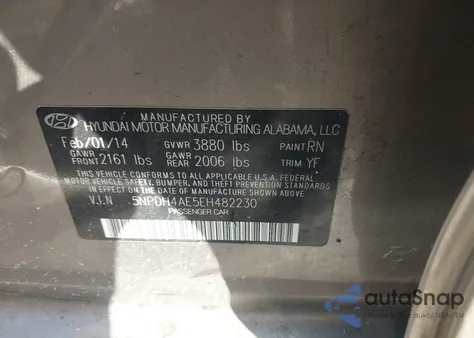 MANUFACTURED BY
HYUNDAI MOTOR MANUFACTURING ALABAMA, LLC
Feb/01/14 GVWR 3880 lbs PAINT RN
GAWR FRONT 2161 lbs GAWR REAR 2006 lbs TRIM YF
THIS VEHICLE CONFORMS TO ALL APPLICABLE U.S.A. FEDERAL
MOTOR VEHICLE SAFETY, BUMPER, AND THEFT PREVENTION
STANDARDS IN EFFECT ON THE DATE OF MANUFACTURE SHOWN ABOVE.
V.I.N 5NPDH4AE5EH482230
PASSENGER CAR
autoSnap